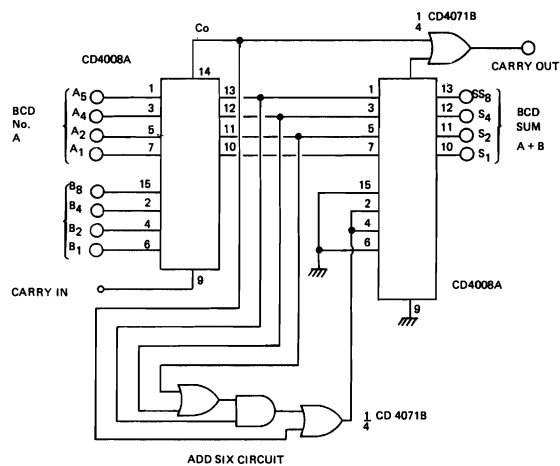 1
4 CD4071B
Co
CARRY OUT
CD4008A
14
BCD
No.
A
A5 1 13 1 13 SS8
A4 3 12 3 12 S4
A2 5 11 5 11 S2
A1 7 10 7 10 S1
BCD
SUM
A + B
B8 15 15
B4 2 2
B2 4 4
B1 6 6
CARRY IN 9 9
CD4008A
1
4 CD 4071B
ADD SIX CIRCUIT